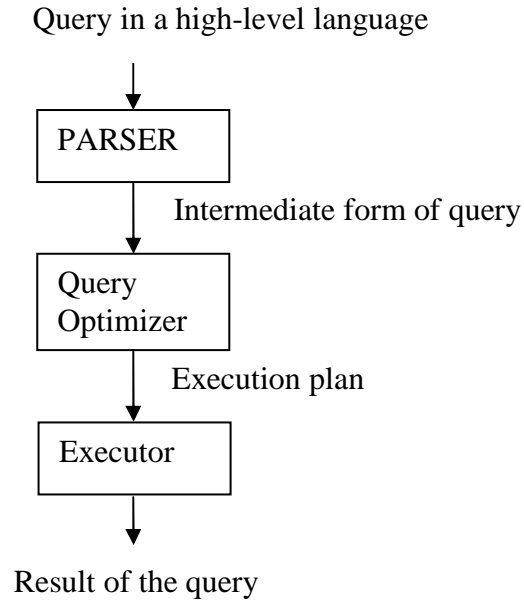 Query in a high-level language
PARSER
Intermediate form of query
Query
Optimizer
Execution plan
Executor
Result of the query